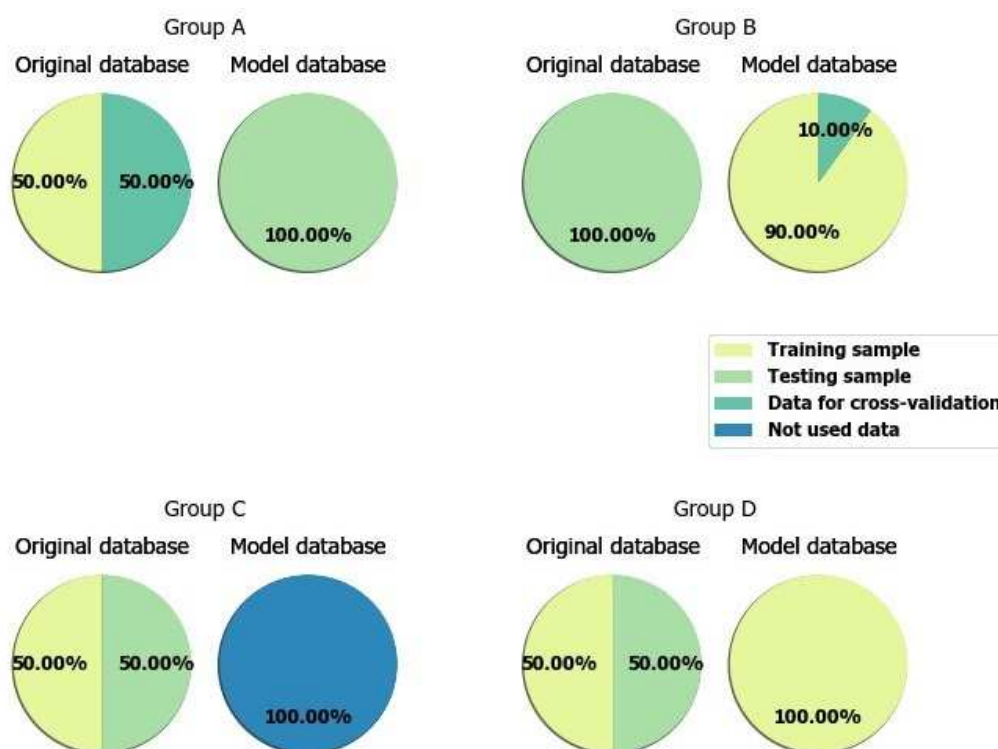 Group A
Original database
Model database
50.00%
50.00%
100.00%
Group B
Original database
Model database
100.00%
10.00%
90.00%
Training sample
Testing sample
Data for cross-validation
Not used data
Group C
Original database
Model database
50.00%
50.00%
100.00%
Group D
Original database
Model database
50.00%
50.00%
100.00%